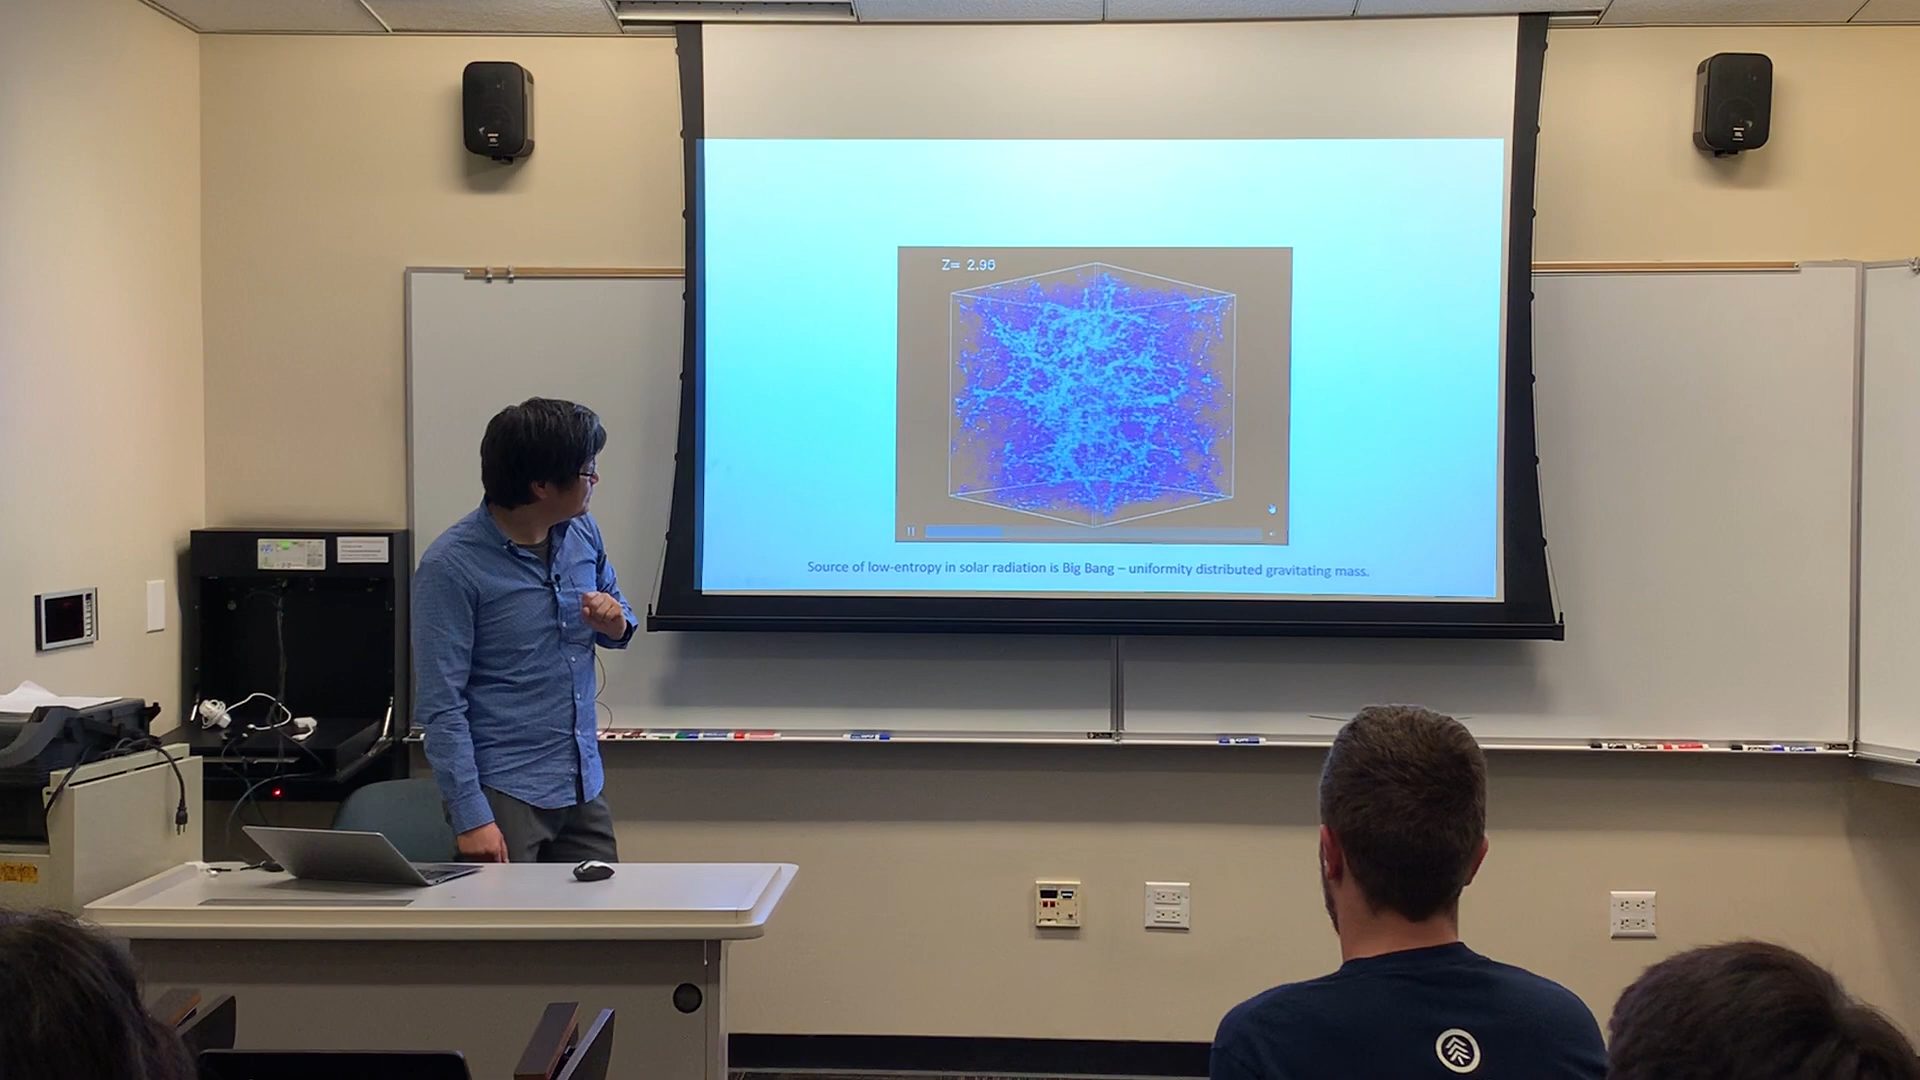 Z= 2.96
Source of low-entropy in solar radiation is Big Bang – uniformity distributed gravitating mass.